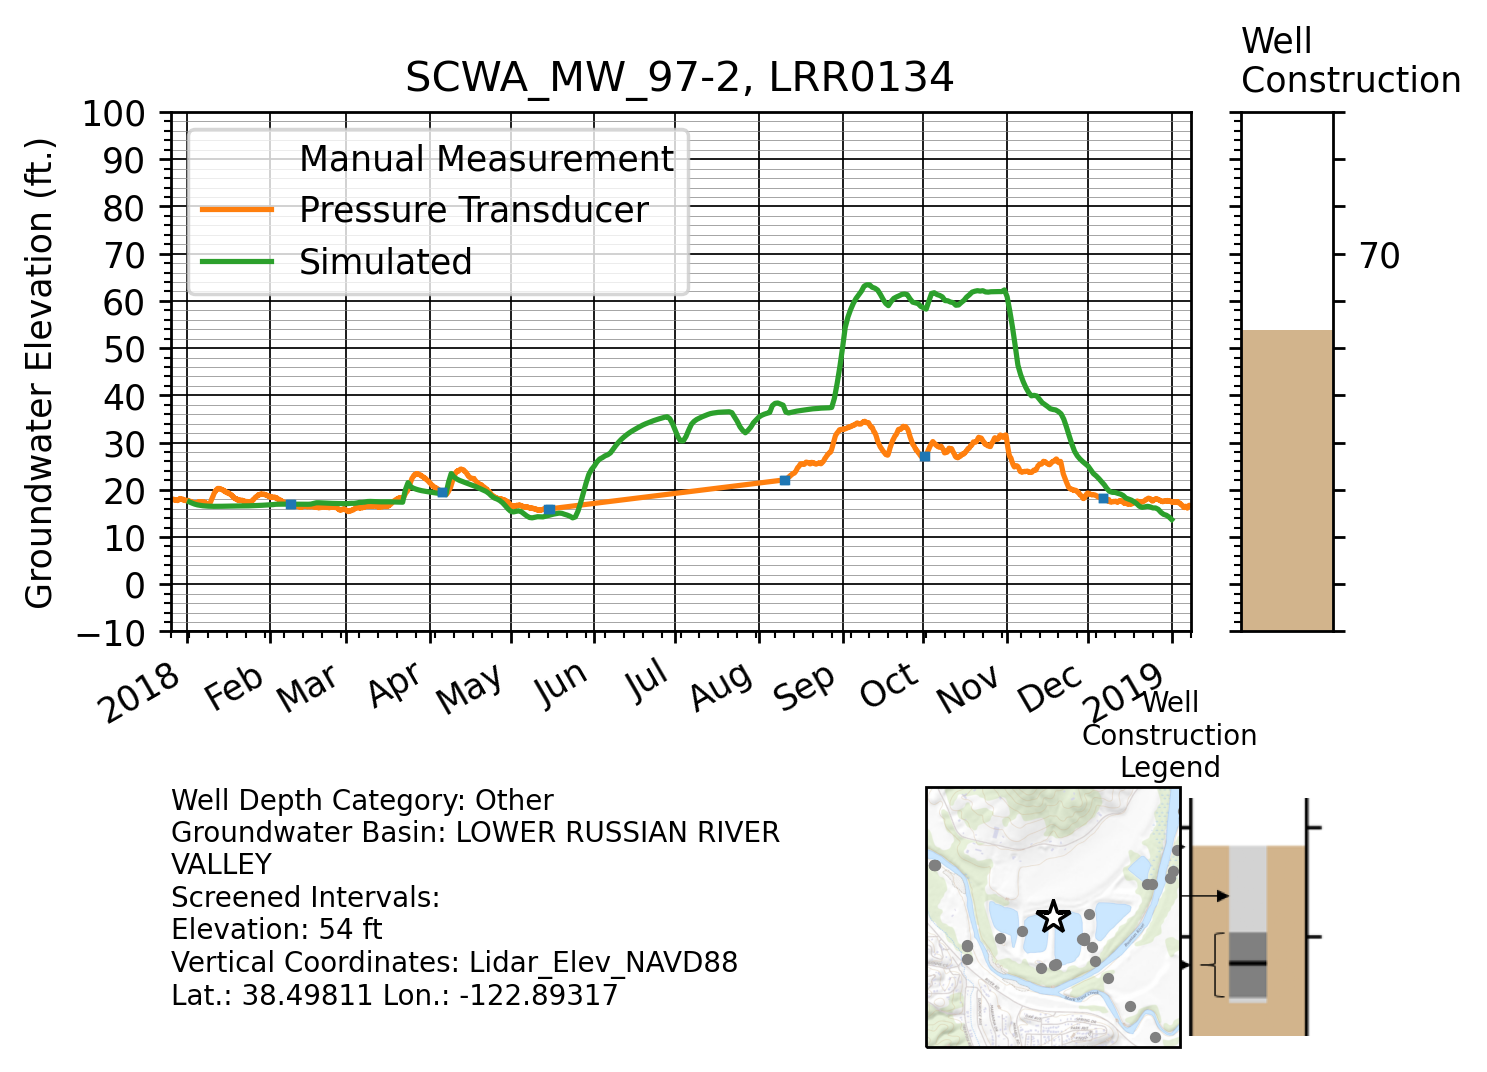 Well
Construction
SCWA_MW_97-2, LRR0134
Groundwater Elevation (ft.)
100
90
80
70
60
50
40
30
20
10
0
−10
Manual Measurement
Pressure Transducer
Simulated
70
2018
Feb
Mar
Apr
May
Jun
Jul
Aug
Sep
Oct
Nov
Dec
2019
Well
Construction
Legend
Well Depth Category: Other
Groundwater Basin: LOWER RUSSIAN RIVER
VALLEY
Screened Intervals:
Elevation: 54 ft
Vertical Coordinates: Lidar_Elev_NAVD88
Lat.: 38.49811 Lon.: -122.89317